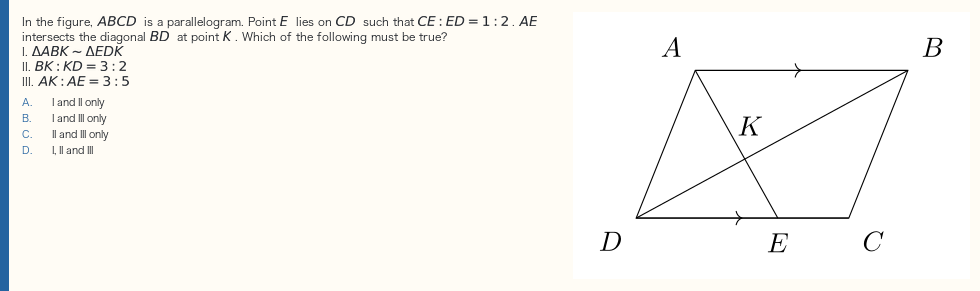 In the figure, ABCD is a parallelogram. Point E lies on CD such that CE : ED = 1 : 2 . AE
intersects the diagonal BD at point K . Which of the following must be true?
I. ΔABK ~ ΔEDK
II. BK : KD = 3 : 2
III. AK : AE = 3 : 5
A. I and II only
B. I and III only
C. II and III only
D. I, II and III
A
B
K
D
E
C